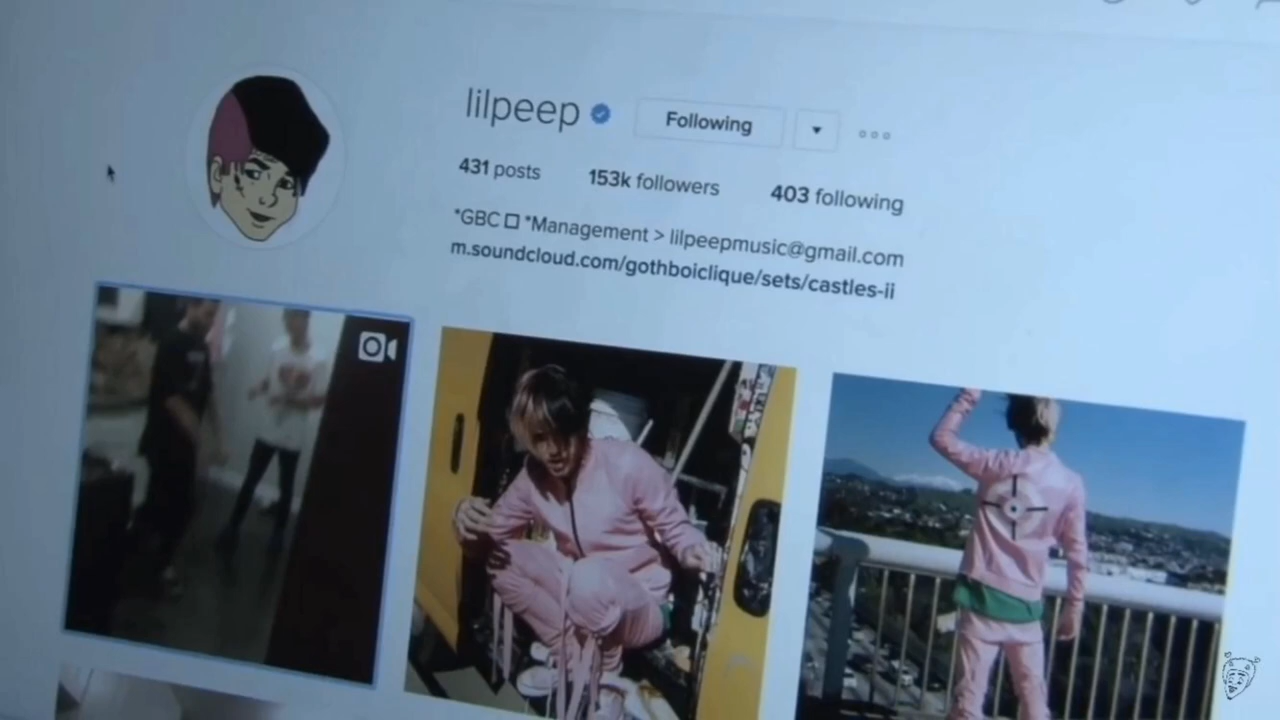 lilpeep Following
431 posts 153k followers 403 following
*GBC *Management > lilpeepmusic@gmail.com
m.soundcloud.com/gothboiclique/sets/castles-ii